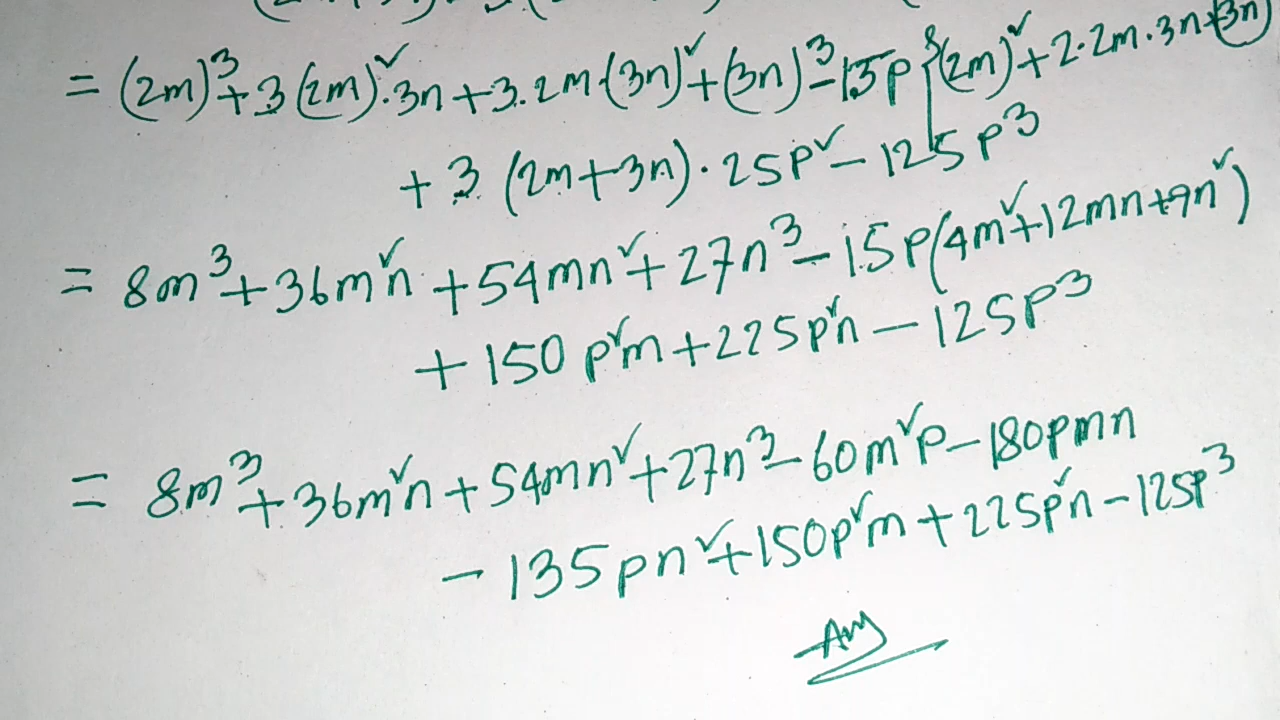 = (2m)³+3(2m)²·3n+3·2m·(3n)²+(3n)³-15p{(2m)²+2·2m·3n+(3n)
+3(2m+3n)·25p²-125p³
= 8m³+36m²n+54mn²+27n³-15p(4m²+12mn+9n²)
+150p²m+225p²n-125p³
= 8m³+36m²n+54mn²+27n³-60m²p-180pmn
-135pn²+150p²m+225p²n-125p³
Ans